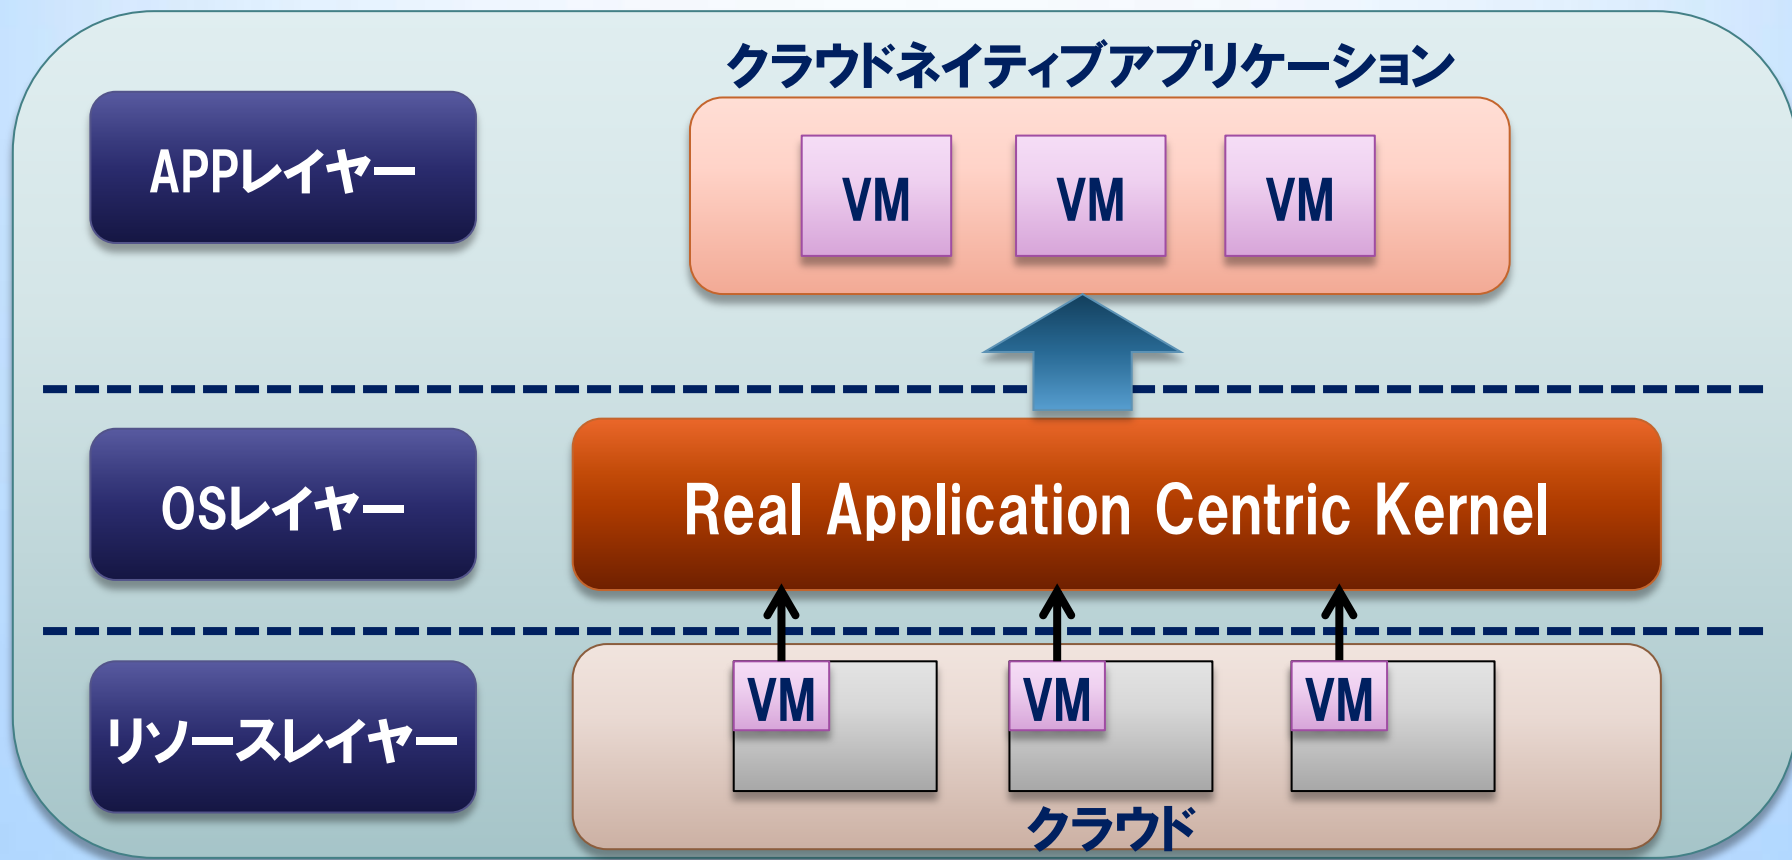 クラウドネイティブアプリケーション
APPレイヤー
VM VM VM
OSレイヤー
Real Application Centric Kernel
リソースレイヤー
VM VM VM
クラウド